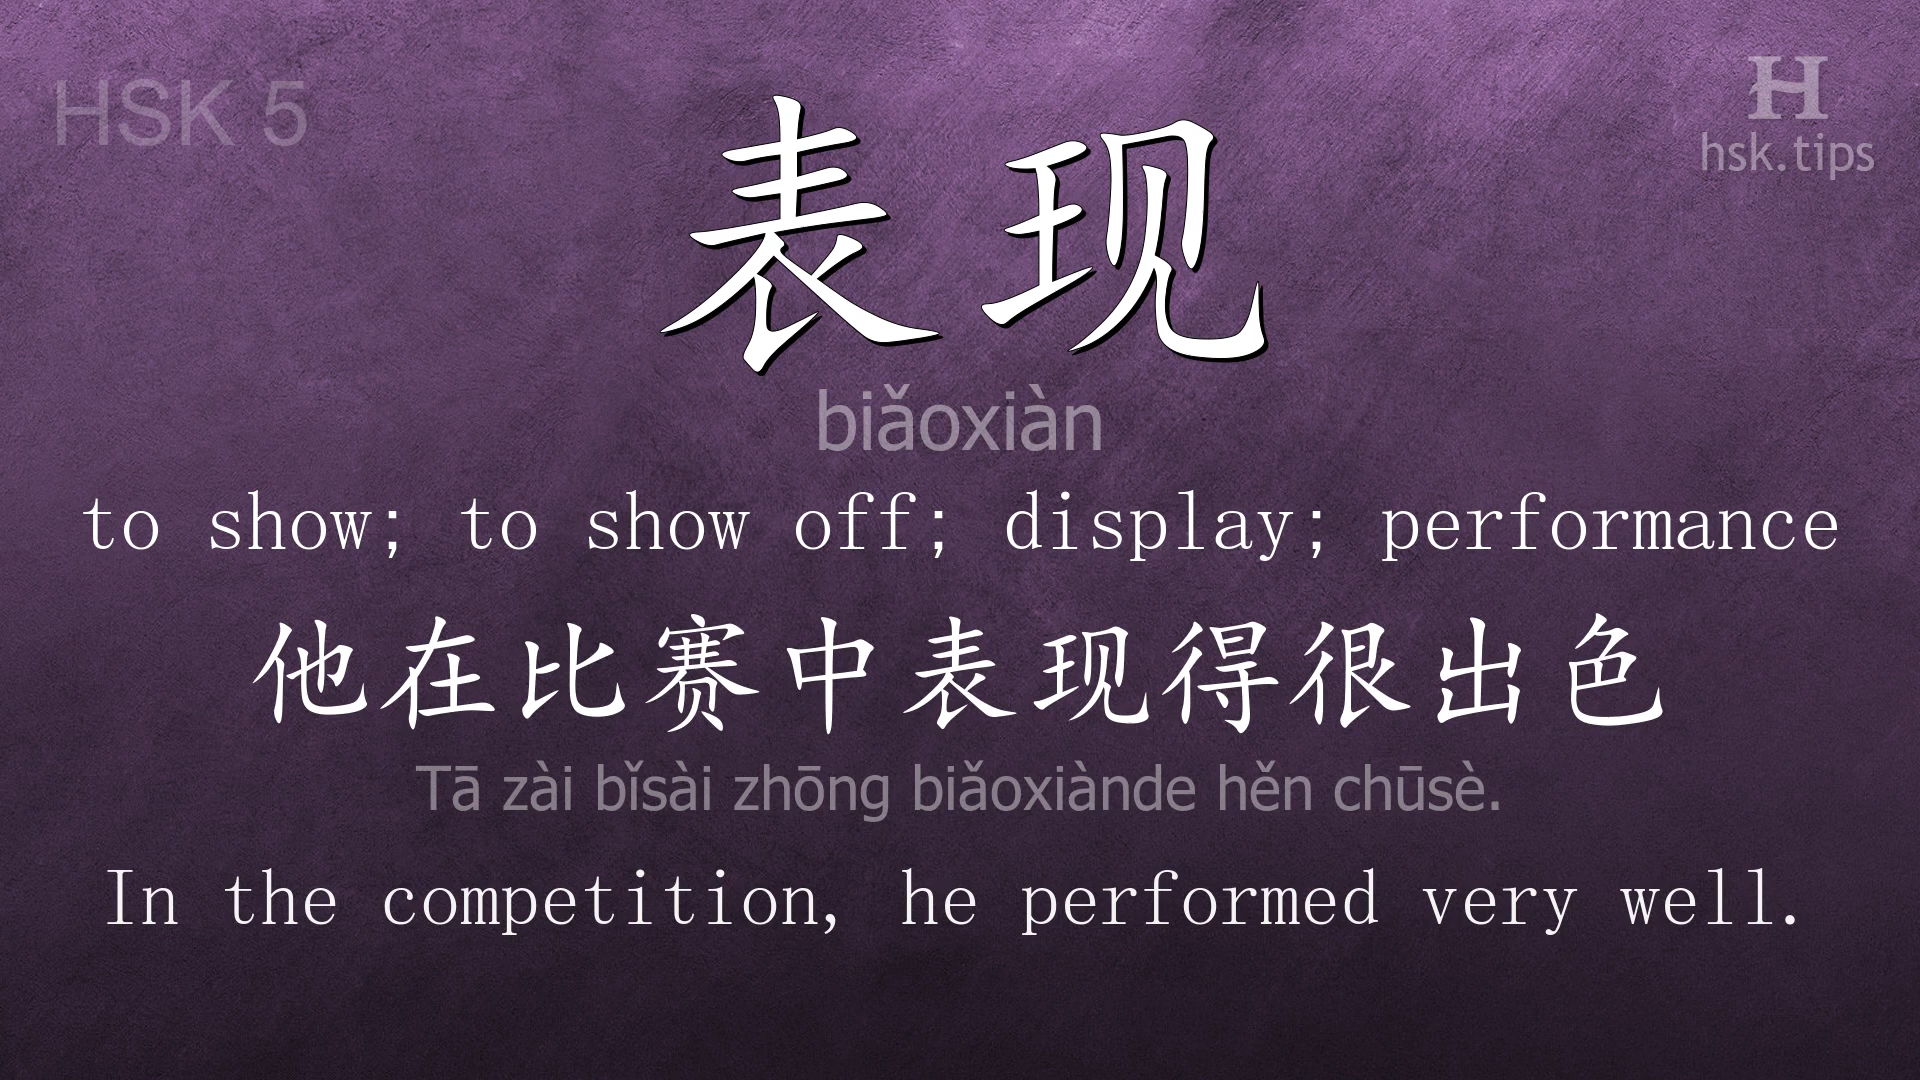 HSK 5
H
hsk.tips
表现
biǎoxiàn
to show; to show off; display; performance
他在比赛中表现得很出色
Tā zài bǐsài zhōng biǎoxiànde hěn chūsè.
In the competition, he performed very well.